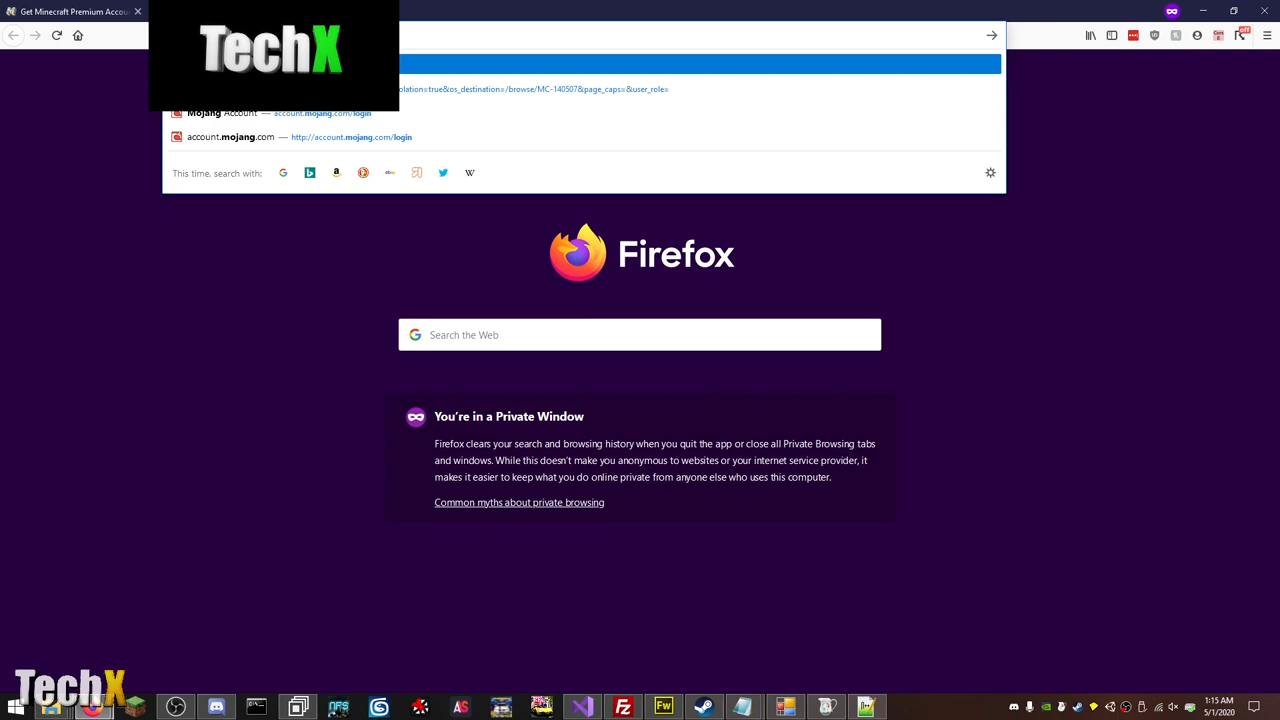 Get Minecraft Premium Accou
TechX
olation=true&os_destination=/browse/MC-140507&page_caps=&user_role=
Mojang Account — account.mojang.com/login
account.mojang.com — http://account.mojang.com/login
This time, search with:
Firefox
Search the Web
You're in a Private Window
Firefox clears your search and browsing history when you quit the app or close all Private Browsing tabs
and windows. While this doesn't make you anonymous to websites or your internet service provider, it
makes it easier to keep what you do online private from anyone else who uses this computer.
Common myths about private browsing
TechX
1:15 AM
5/1/2020